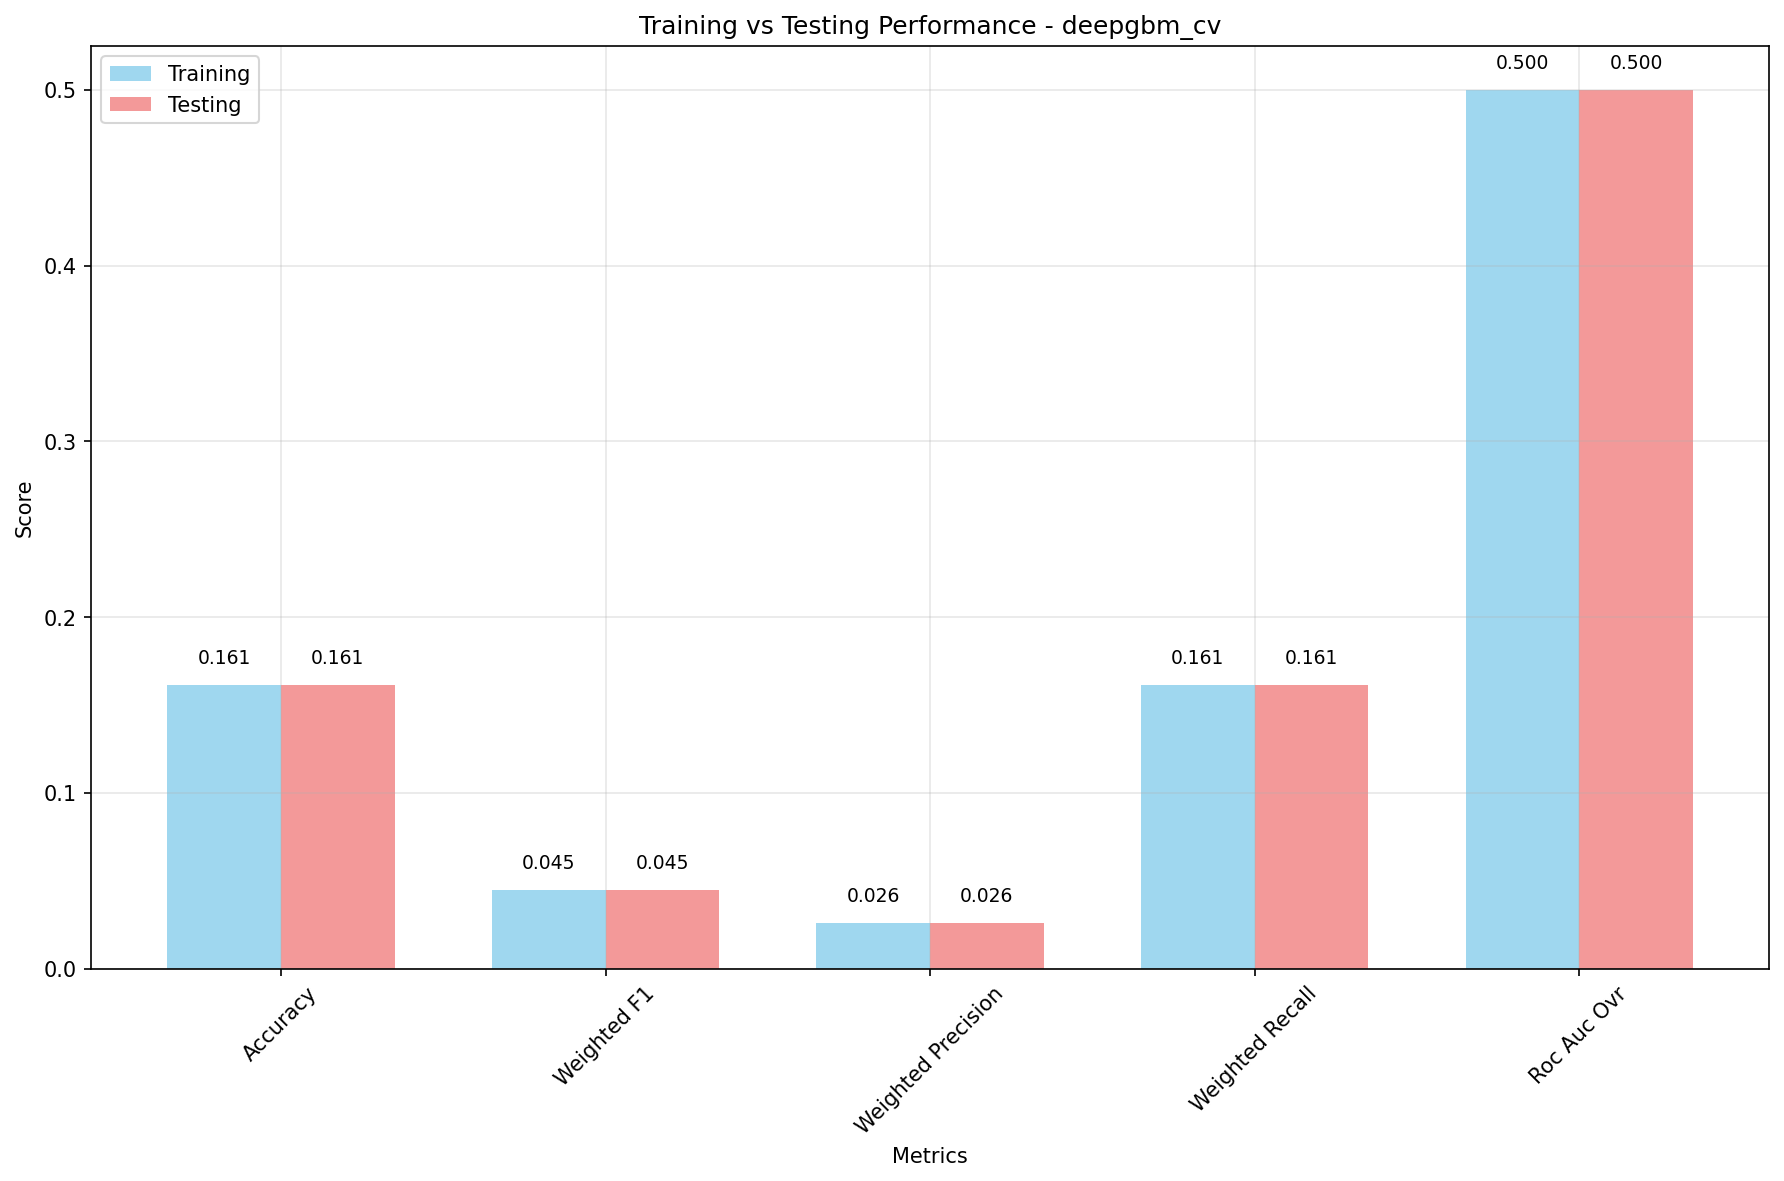 Training vs Testing Performance - deepgbm_cv
Training
Testing
0.500 0.500
0.5
0.4
0.3
0.2
0.1
0.0
Score
0.161 0.161
0.045 0.045
0.026 0.026
0.161 0.161
Accuracy
Weighted F1
Weighted Precision
Weighted Recall
Roc Auc Ovr
Metrics